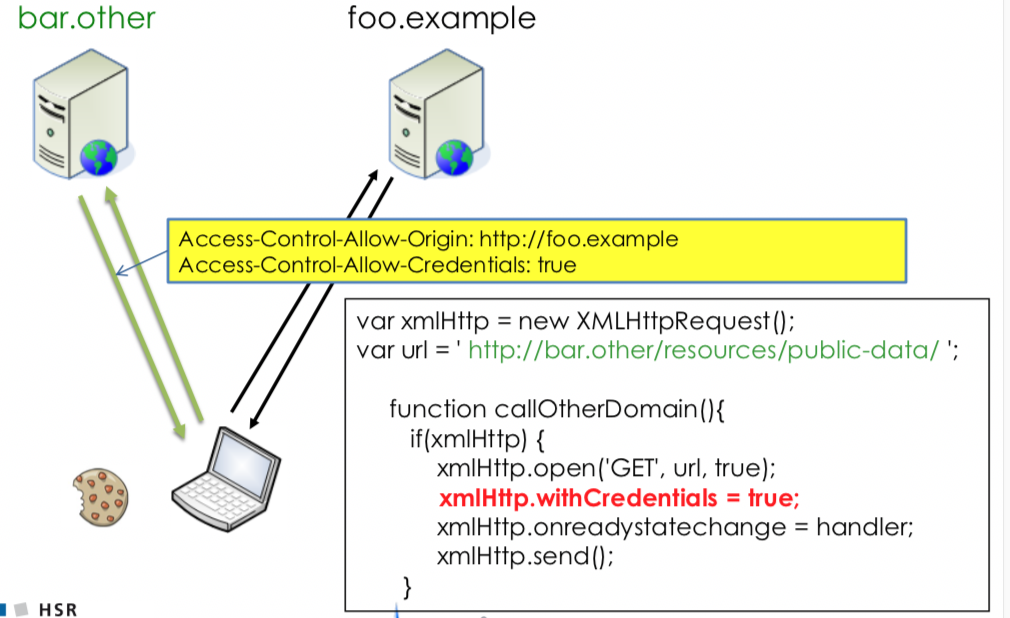 bar.other
foo.example
Access-Control-Allow-Origin: http://foo.example
Access-Control-Allow-Credentials: true
var xmlHttp = new XMLHttpRequest();
var url = ' http://bar.other/resources/public-data/ ';
function callOtherDomain(){
if(xmlHttp) {
xmlHttp.open('GET', url, true);
xmlHttp.withCredentials = true;
xmlHttp.onreadystatechange = handler;
xmlHttp.send();
}
HSR